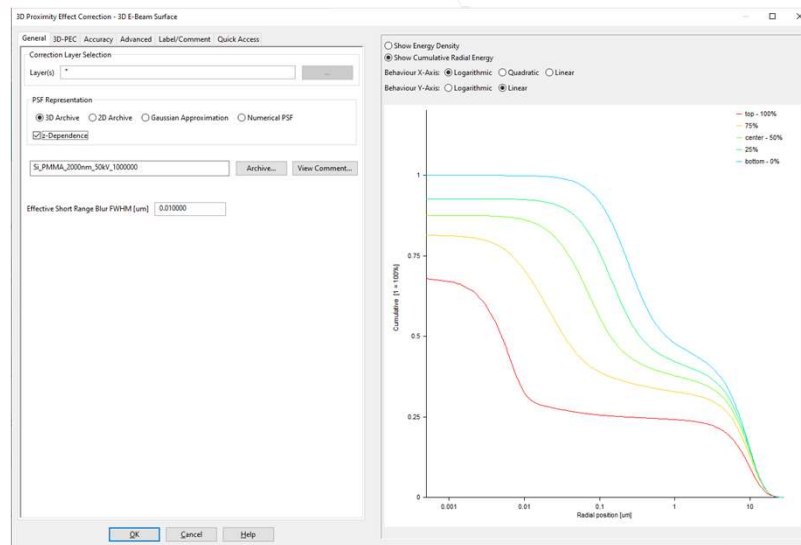 3D Proximity Effect Correction - 3D E-Beam Surface
General 3D-PEC Accuracy Advanced Label/Comment Quick Access
Correction Layer Selection
Layer(s) * ...
PSF Representation
3D Archive 2D Archive Gaussian Approximation Numerical PSF
z-Dependence
Si_PMMA_2000nm_50kV_1000000 Archive... View Comment...
Effective Short Range Blur FWHM [um] 0.010000
OK Cancel Help
Show Energy Density
Show Cumulative Radial Energy
Behaviour X-Axis: Logarithmic Quadratic Linear
Behaviour Y-Axis: Logarithmic Linear
top - 100%
75%
center - 50%
25%
bottom - 0%
Cumulative [1 = 100%]
1
0.75
0.5
0.25
0
0.001 0.01 0.1 1 10
Radial position [um]